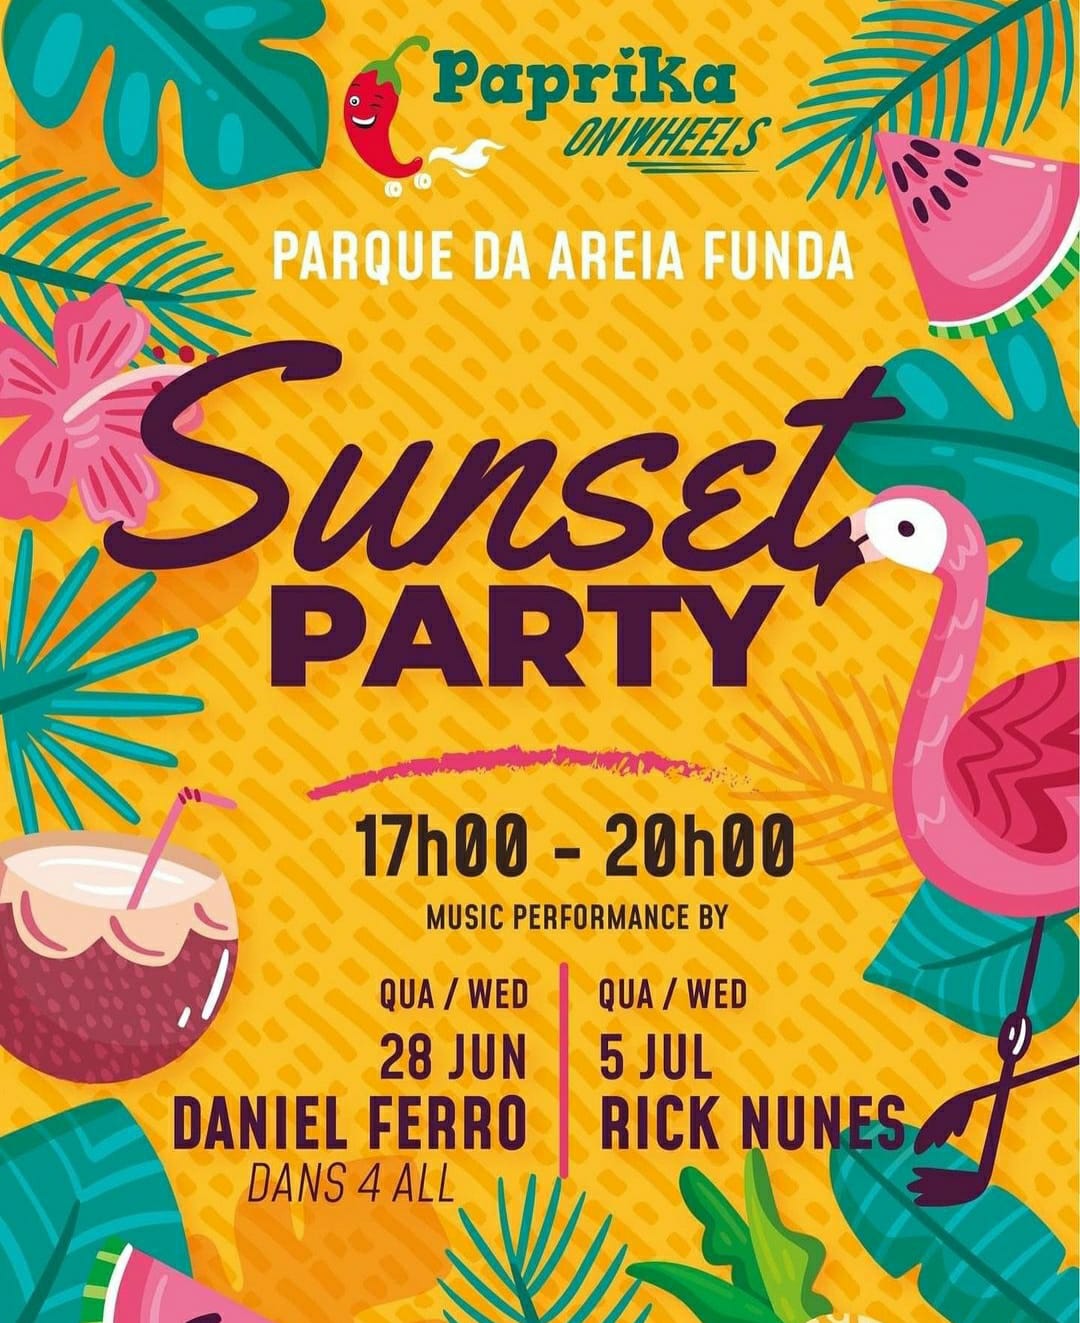 Paprika
ON WHEELS
PARQUE DA AREIA FUNDA
Sunset
PARTY
17h00 - 20h00
MUSIC PERFORMANCE BY
QUA / WED
28 JUN
DANIEL FERRO
DANS 4 ALL
QUA / WED
5 JUL
RICK NUNES